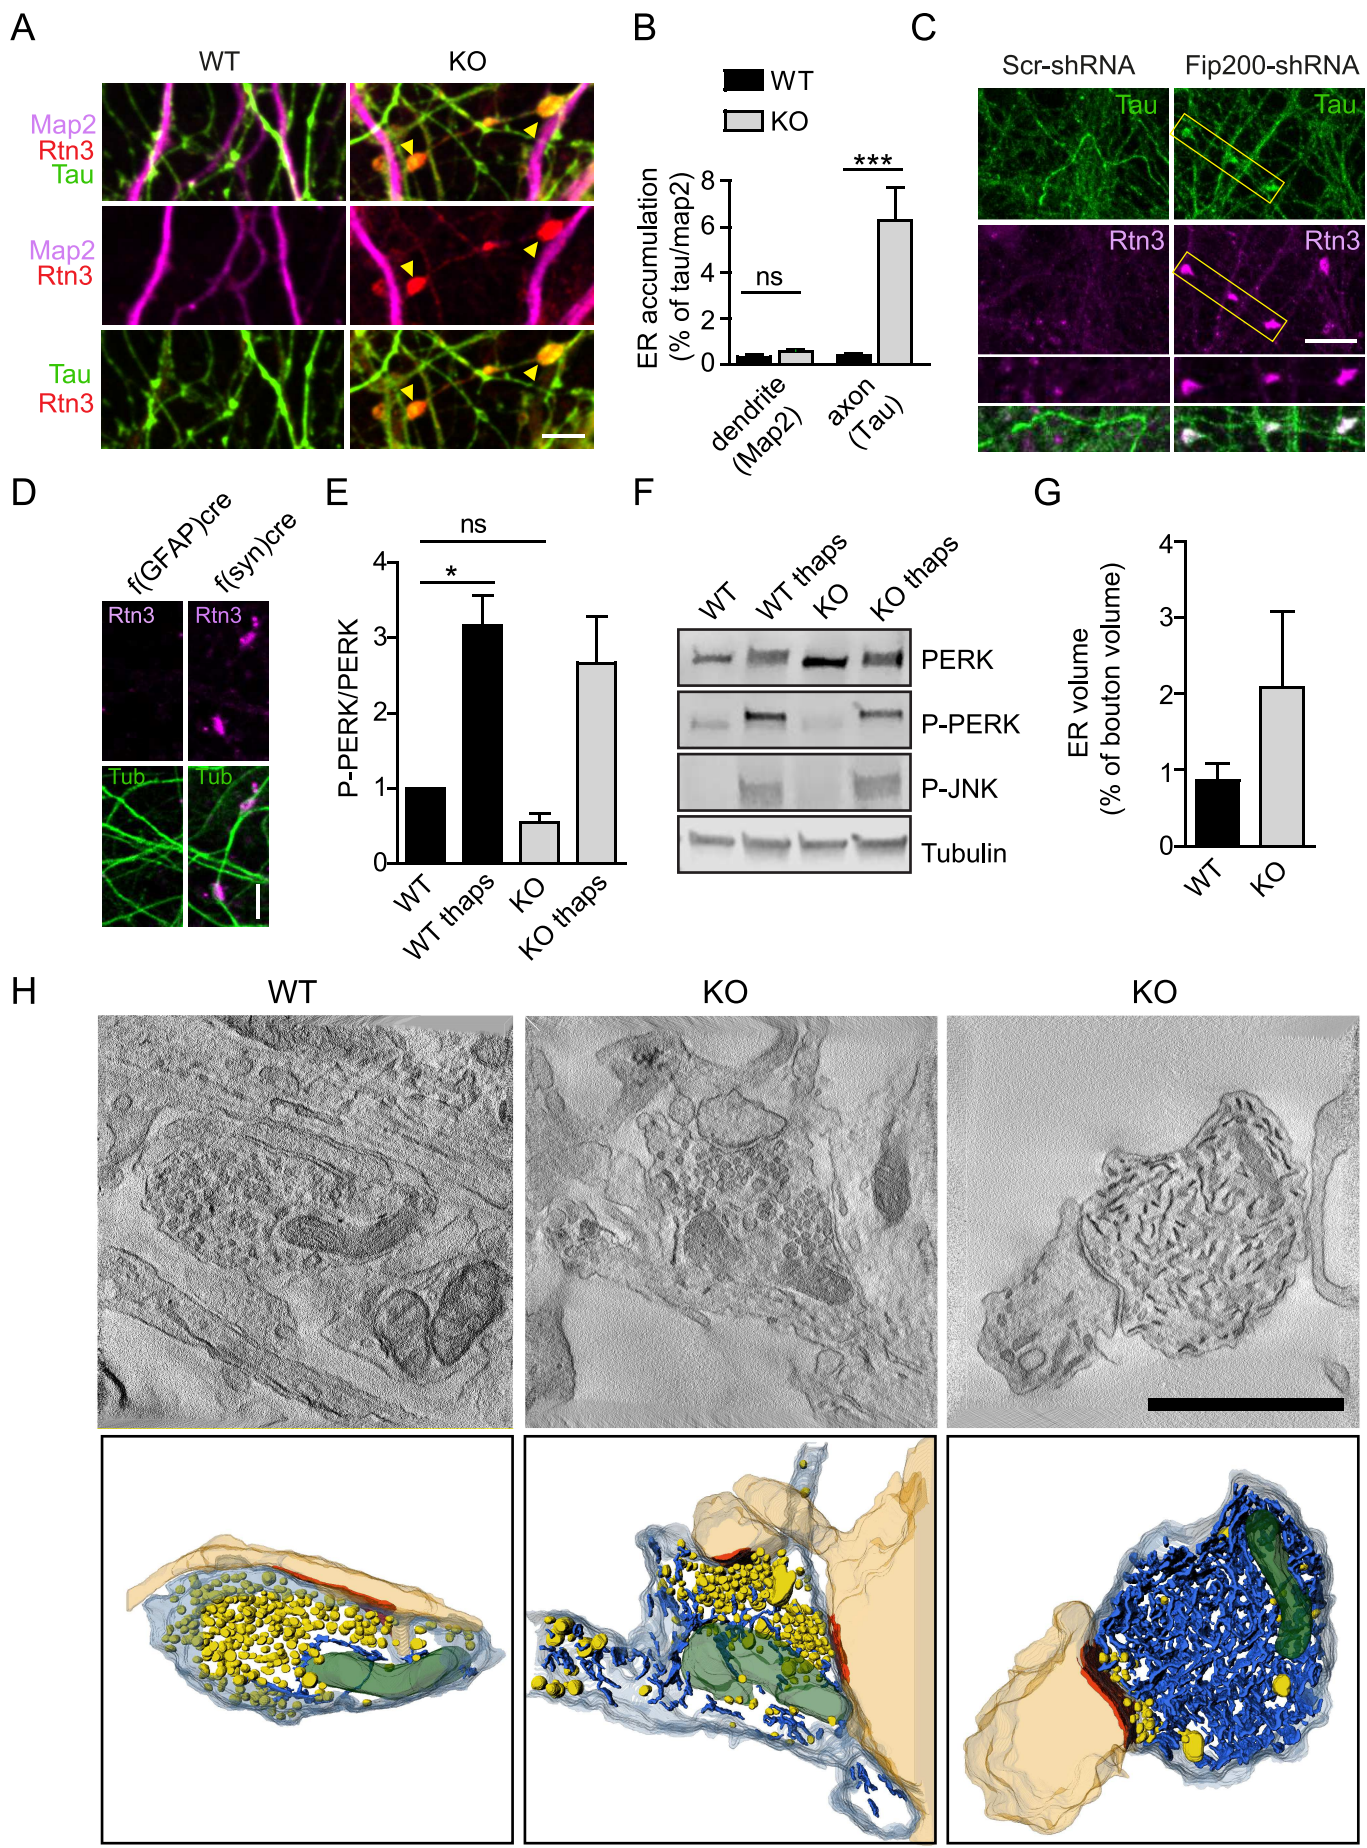 A
WT
KO
Map2
Rtn3
Tau
Map2
Rtn3
Tau
Rtn3
B
WT
KO
ER accumulation
(% of tau/map2)
8
6
4
2
0
ns
***
dendrite
(Map2)
axon
(Tau)
C
Scr-shRNA
Fip200-shRNA
Tau
Tau
Rtn3
Rtn3
D
f(GFAP)cre
f(syn)cre
Rtn3
Rtn3
Tub
Tub
E
P-PERK/PERK
4
3
2
1
0
ns
*
WT
WT thaps
KO
KO thaps
F
WT
WT thaps
KO
KO thaps
PERK
P-PERK
P-JNK
Tubulin
G
ER volume
(% of bouton volume)
4
3
2
1
0
WT
KO
H
WT
KO
KO